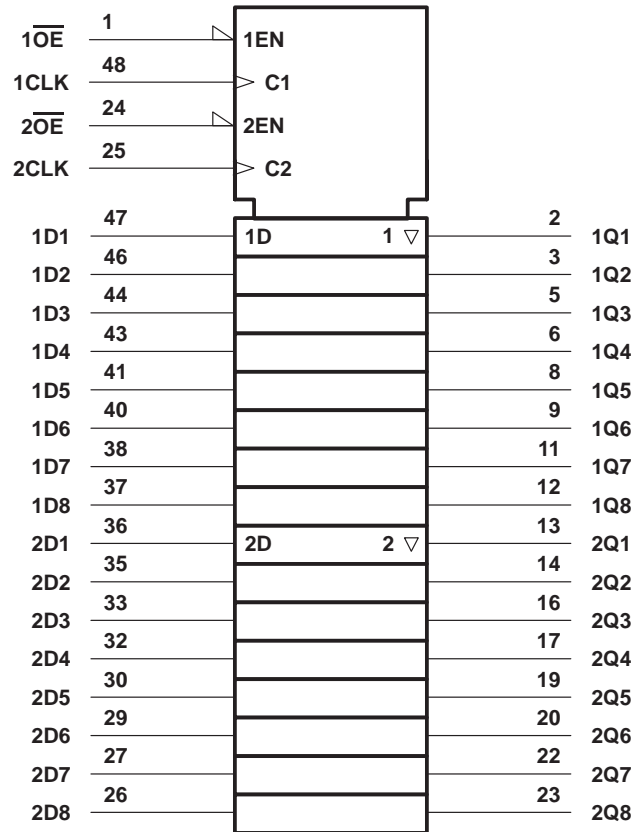 1OE 1 1EN
1CLK 48 C1
2OE 24 2EN
2CLK 25 C2
1D1 47 1D 1 ▽ 2 1Q1
1D2 46 3 1Q2
1D3 44 5 1Q3
1D4 43 6 1Q4
1D5 41 8 1Q5
1D6 40 9 1Q6
1D7 38 11 1Q7
1D8 37 12 1Q8
2D1 36 2D 2 ▽ 13 2Q1
2D2 35 14 2Q2
2D3 33 16 2Q3
2D4 32 17 2Q4
2D5 30 19 2Q5
2D6 29 20 2Q6
2D7 27 22 2Q7
2D8 26 23 2Q8